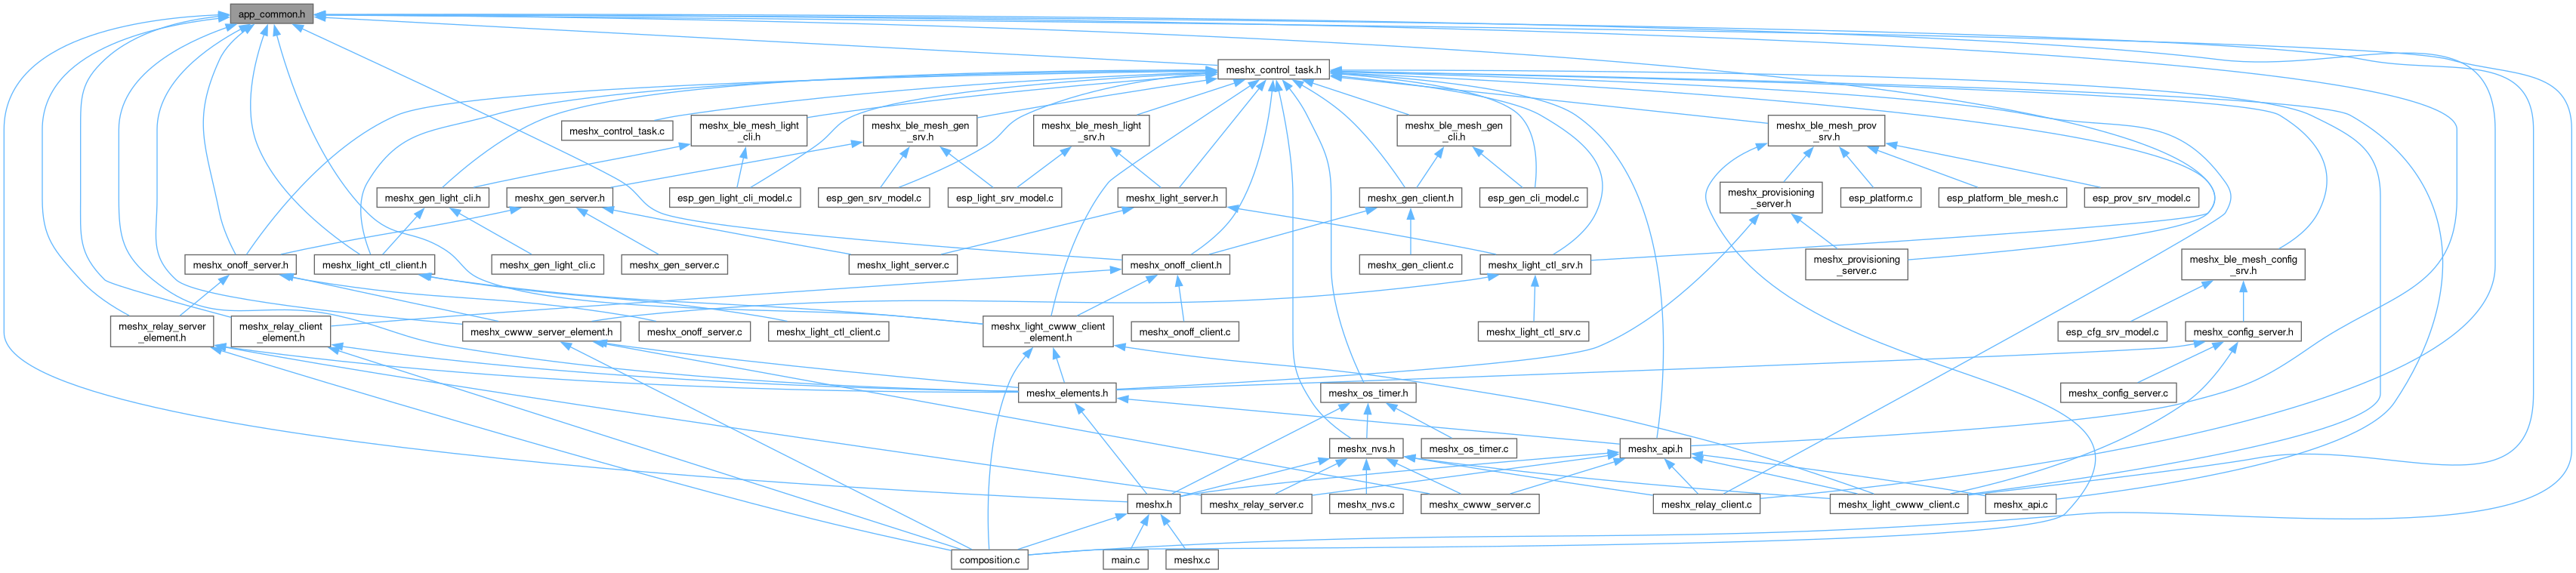 app_common.h
meshx_control_task.h
meshx_control_task.c
meshx_ble_mesh_light
_cli.h
meshx_ble_mesh_gen
_srv.h
meshx_ble_mesh_light
_srv.h
meshx_ble_mesh_gen
_cli.h
meshx_ble_mesh_prov
_srv.h
meshx_gen_light_cli.h
meshx_gen_server.h
esp_gen_light_cli_model.c
esp_gen_srv_model.c
esp_light_srv_model.c
meshx_light_server.h
meshx_gen_client.h
esp_gen_cli_model.c
meshx_provisioning
_server.h
esp_platform.c
esp_platform_ble_mesh.c
esp_prov_srv_model.c
meshx_onoff_server.h
meshx_light_ctl_client.h
meshx_gen_light_cli.c
meshx_gen_server.c
meshx_light_server.c
meshx_onoff_client.h
meshx_gen_client.c
meshx_light_ctl_srv.h
meshx_provisioning
_server.c
meshx_ble_mesh_config
_srv.h
meshx_relay_server
_element.h
meshx_relay_client
_element.h
meshx_cwww_server_element.h
meshx_onoff_server.c
meshx_light_ctl_client.c
meshx_light_cwww_client
_element.h
meshx_onoff_client.c
meshx_light_ctl_srv.c
esp_cfg_srv_model.c
meshx_config_server.h
meshx_elements.h
meshx_os_timer.h
meshx_config_server.c
meshx_nvs.h
meshx_os_timer.c
meshx_api.h
meshx.h
meshx_relay_server.c
meshx_nvs.c
meshx_cwww_server.c
meshx_relay_client.c
meshx_light_cwww_client.c
meshx_api.c
composition.c
main.c
meshx.c